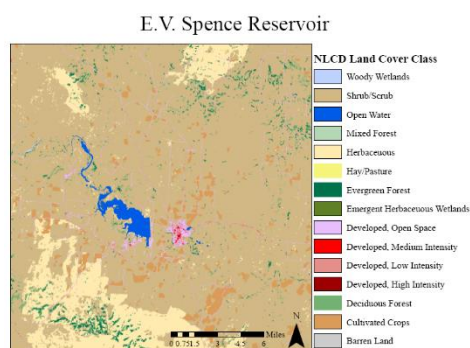 E.V. Spence Reservoir
NLCD Land Cover Class
Woody Wetlands
Shrub/Scrub
Open Water
Mixed Forest
Herbaceuous
Hay/Pasture
Evergreen Forest
Emergent Herbaceuous Wetlands
Developed, Open Space
Developed, Medium Intensity
Developed, Low Intensity
Developed, High Intensity
Deciduous Forest
Cultivated Crops
Barren Land
N
Miles
0 0.75 1.5 3 4.5 6